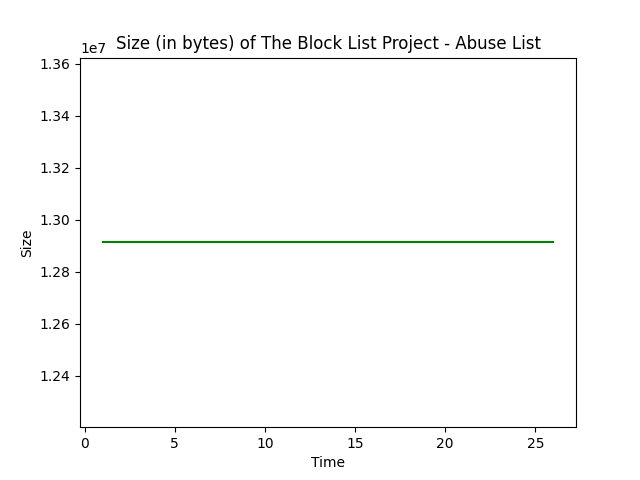 Size (in bytes) of The Block List Project - Abuse List
1e7
1.36
1.34
1.32
1.30
1.28
1.26
1.24
Size
0 5 10 15 20 25
Time